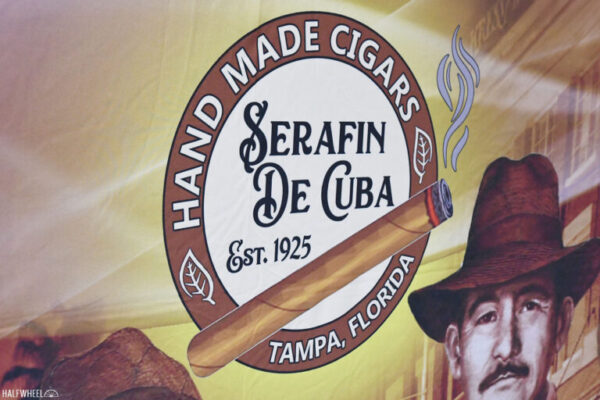 HAND MADE CIGARS
SERAFIN
DE CUBA
EST. 1925
TAMPA, FLORIDA
HALFWHEEL